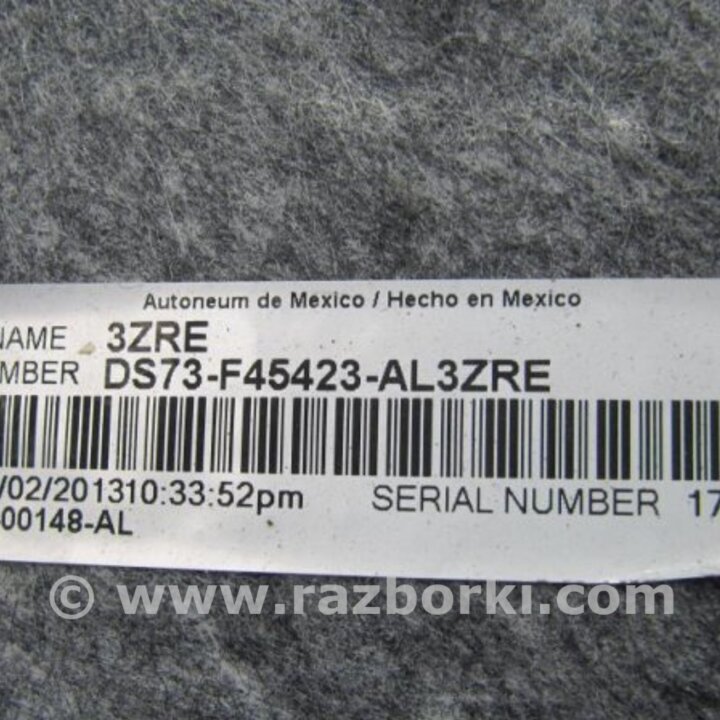 Autoneum de Mexico / Hecho en Mexico
NAME 3ZRE
MBER DS73-F45423-AL3ZRE
/02/201310:33:52pm SERIAL NUMBER 17
00148-AL
© www.razborki.com